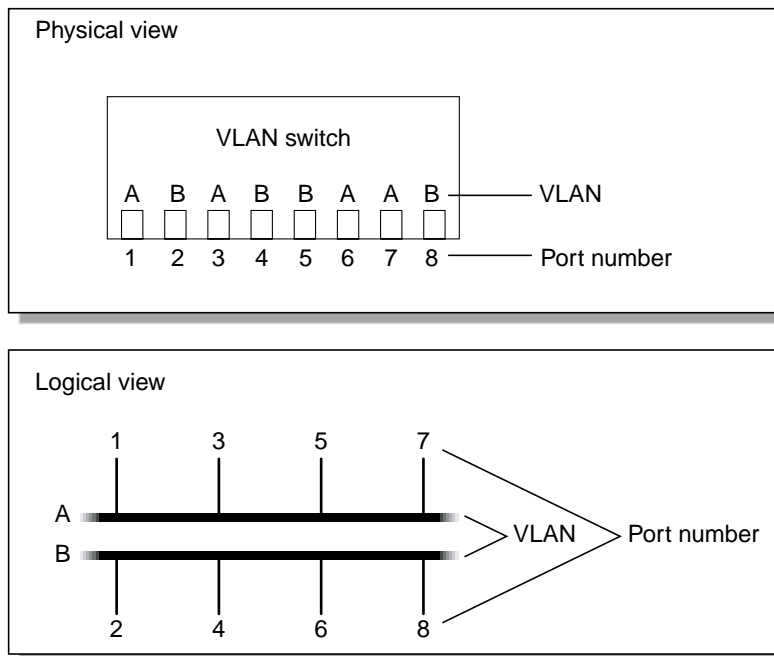 Physical view
VLAN switch
A B A B B A A B VLAN
1 2 3 4 5 6 7 8 Port number
Logical view
1 3 5 7
A
VLAN Port number
B
2 4 6 8